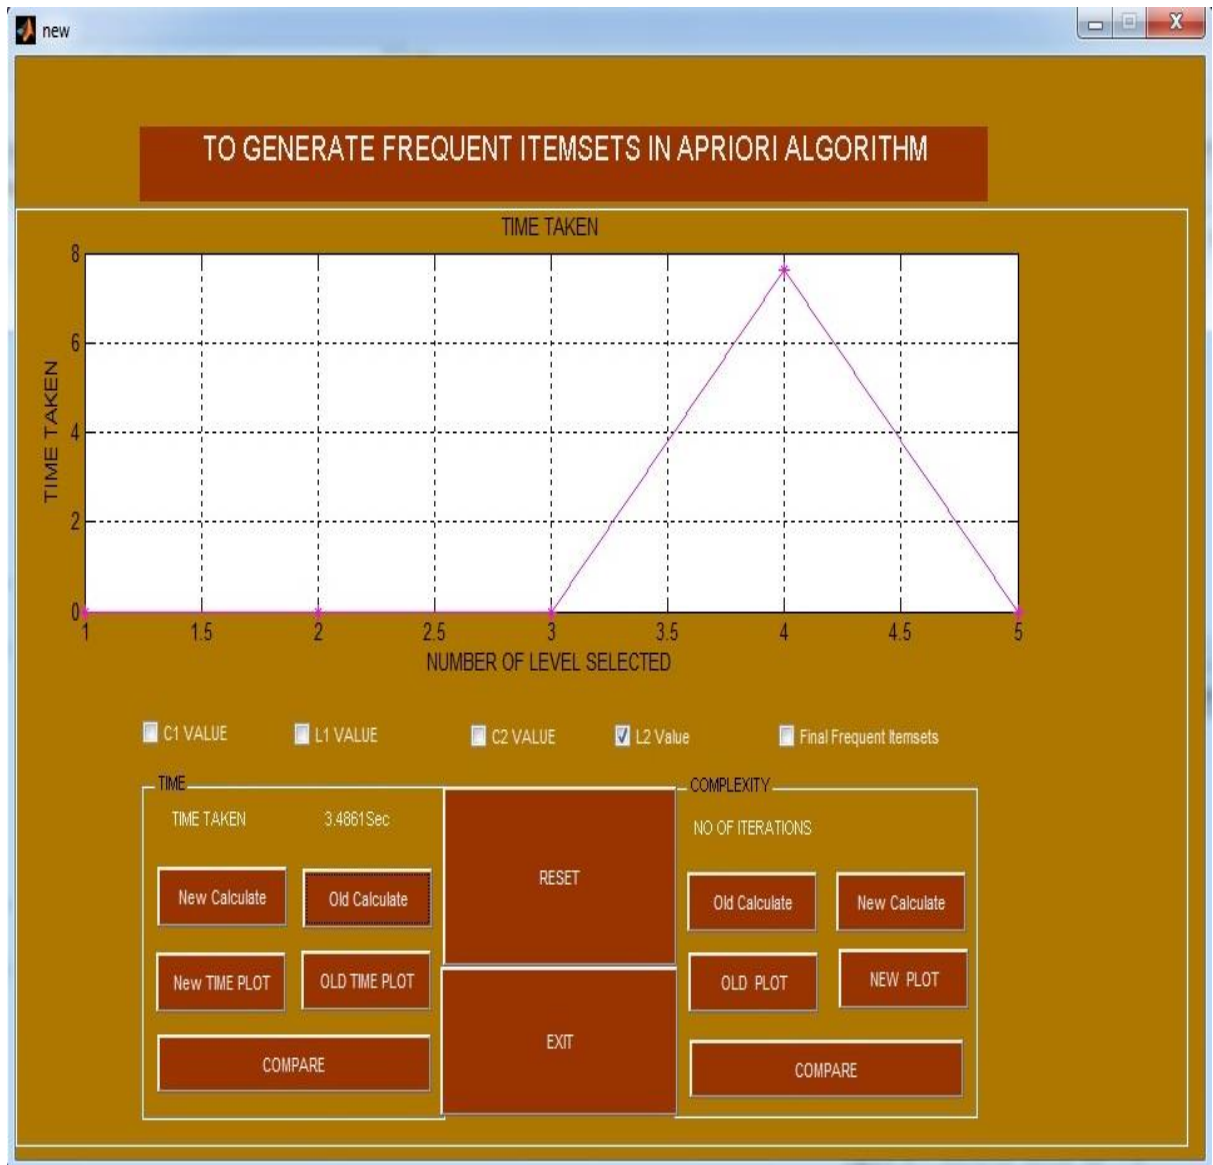 new
TO GENERATE FREQUENT ITEMSETS IN APRIORI ALGORITHM
TIME TAKEN
8
6
4
2
0
TIME TAKEN
1 1.5 2 2.5 3 3.5 4 4.5 5
NUMBER OF LEVEL SELECTED
C1 VALUE L1 VALUE C2 VALUE L2 Value Final Frequent Itemsets
TIME
TIME TAKEN 3.4861Sec
New Calculate Old Calculate
New TIME PLOT OLD TIME PLOT
COMPARE
RESET
EXIT
COMPLEXITY
NO OF ITERATIONS
Old Calculate New Calculate
OLD PLOT NEW PLOT
COMPARE